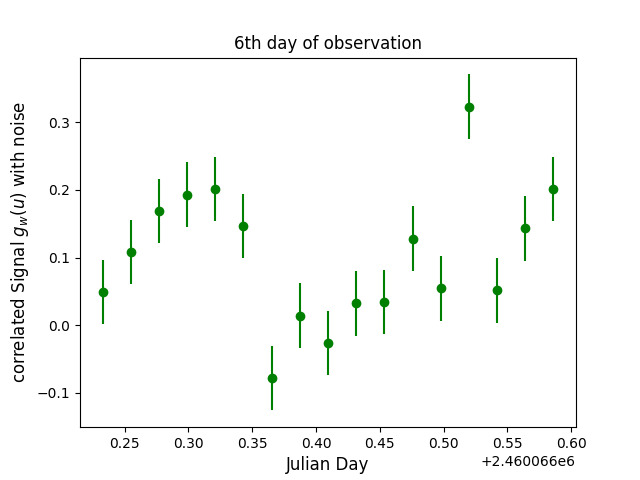 6th day of observation
correlated Signal g_w(u) with noise
0.3
0.2
0.1
0.0
−0.1
0.25 0.30 0.35 0.40 0.45 0.50 0.55 0.60
+2.460066e6
Julian Day